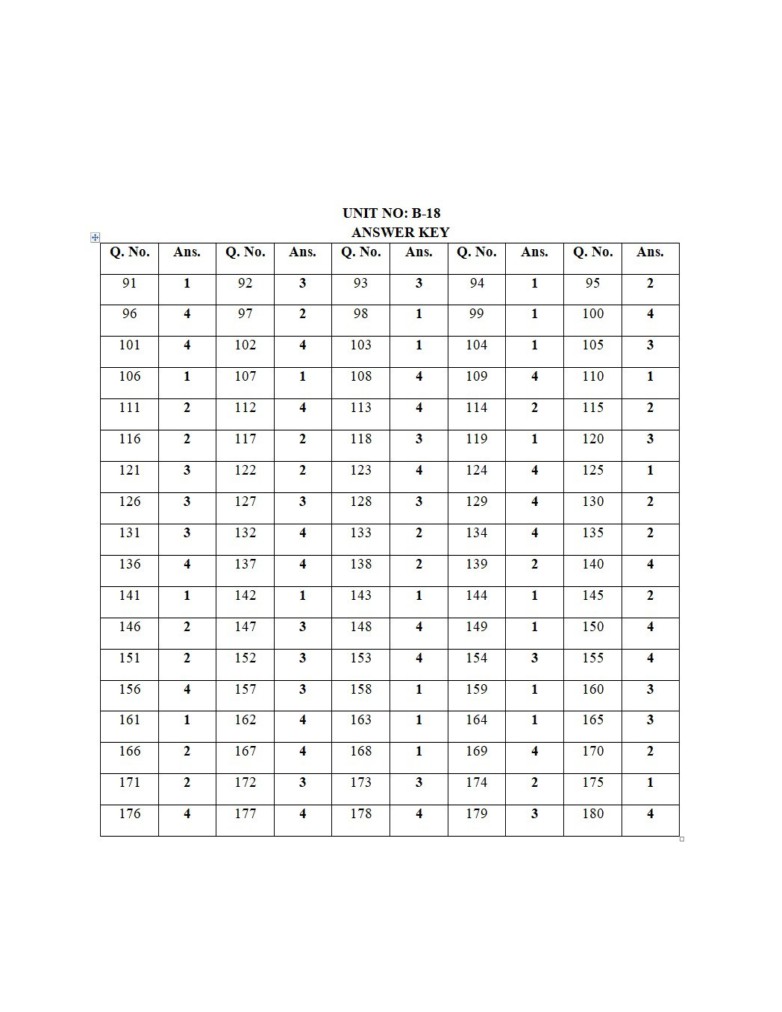 UNIT NO: B-18
ANSWER KEY
Q. No. Ans. Q. No. Ans. Q. No. Ans. Q. No. Ans. Q. No. Ans.
91 1 92 3 93 3 94 1 95 2
96 4 97 2 98 1 99 1 100 4
101 4 102 4 103 1 104 1 105 3
106 1 107 1 108 4 109 4 110 1
111 2 112 4 113 4 114 2 115 2
116 2 117 2 118 3 119 1 120 3
121 3 122 2 123 4 124 4 125 1
126 3 127 3 128 3 129 4 130 2
131 3 132 4 133 2 134 4 135 2
136 4 137 4 138 2 139 2 140 4
141 1 142 1 143 1 144 1 145 2
146 2 147 3 148 4 149 1 150 4
151 2 152 3 153 4 154 3 155 4
156 4 157 3 158 1 159 1 160 3
161 1 162 4 163 1 164 1 165 3
166 2 167 4 168 1 169 4 170 2
171 2 172 3 173 3 174 2 175 1
176 4 177 4 178 4 179 3 180 4